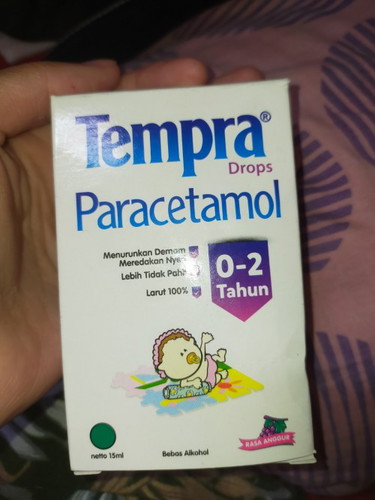 Tempra®
Drops
Paracetamol
Menurunkan Demam
Meredakan Nyeri
Lebih Tidak Pahit
Larut 100%
0-2
Tahun
netto 15ml
Bebas Alkohol
RASA ANGGUR